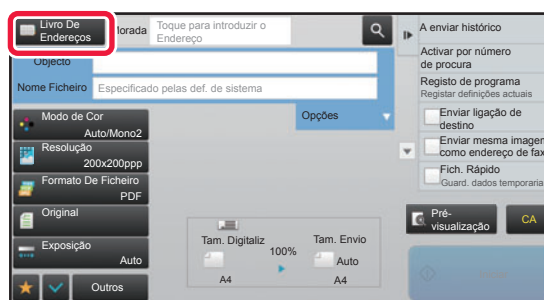 Livro De
Endereços
Morada
Toque para introduzir o
Endereço
Objecto
Nome Ficheiro
Especificado pelas def. de sistema
Modo de Cor
Auto/Mono2
Resolução
200x200ppp
Formato De Ficheiro
PDF
Original
Exposição
Auto
Outros
Opções
Tam. Digitaliz
100%
Tam. Envio
Auto
A4
A4
A enviar histórico
Activar por número
de procura
Registo de programa
Registar definições actuais
Enviar ligação de
destino
Enviar mesma imagem
como endereço de fax
Fich. Rápido
Guard. dados temporaria
Pré-
visualização
CA